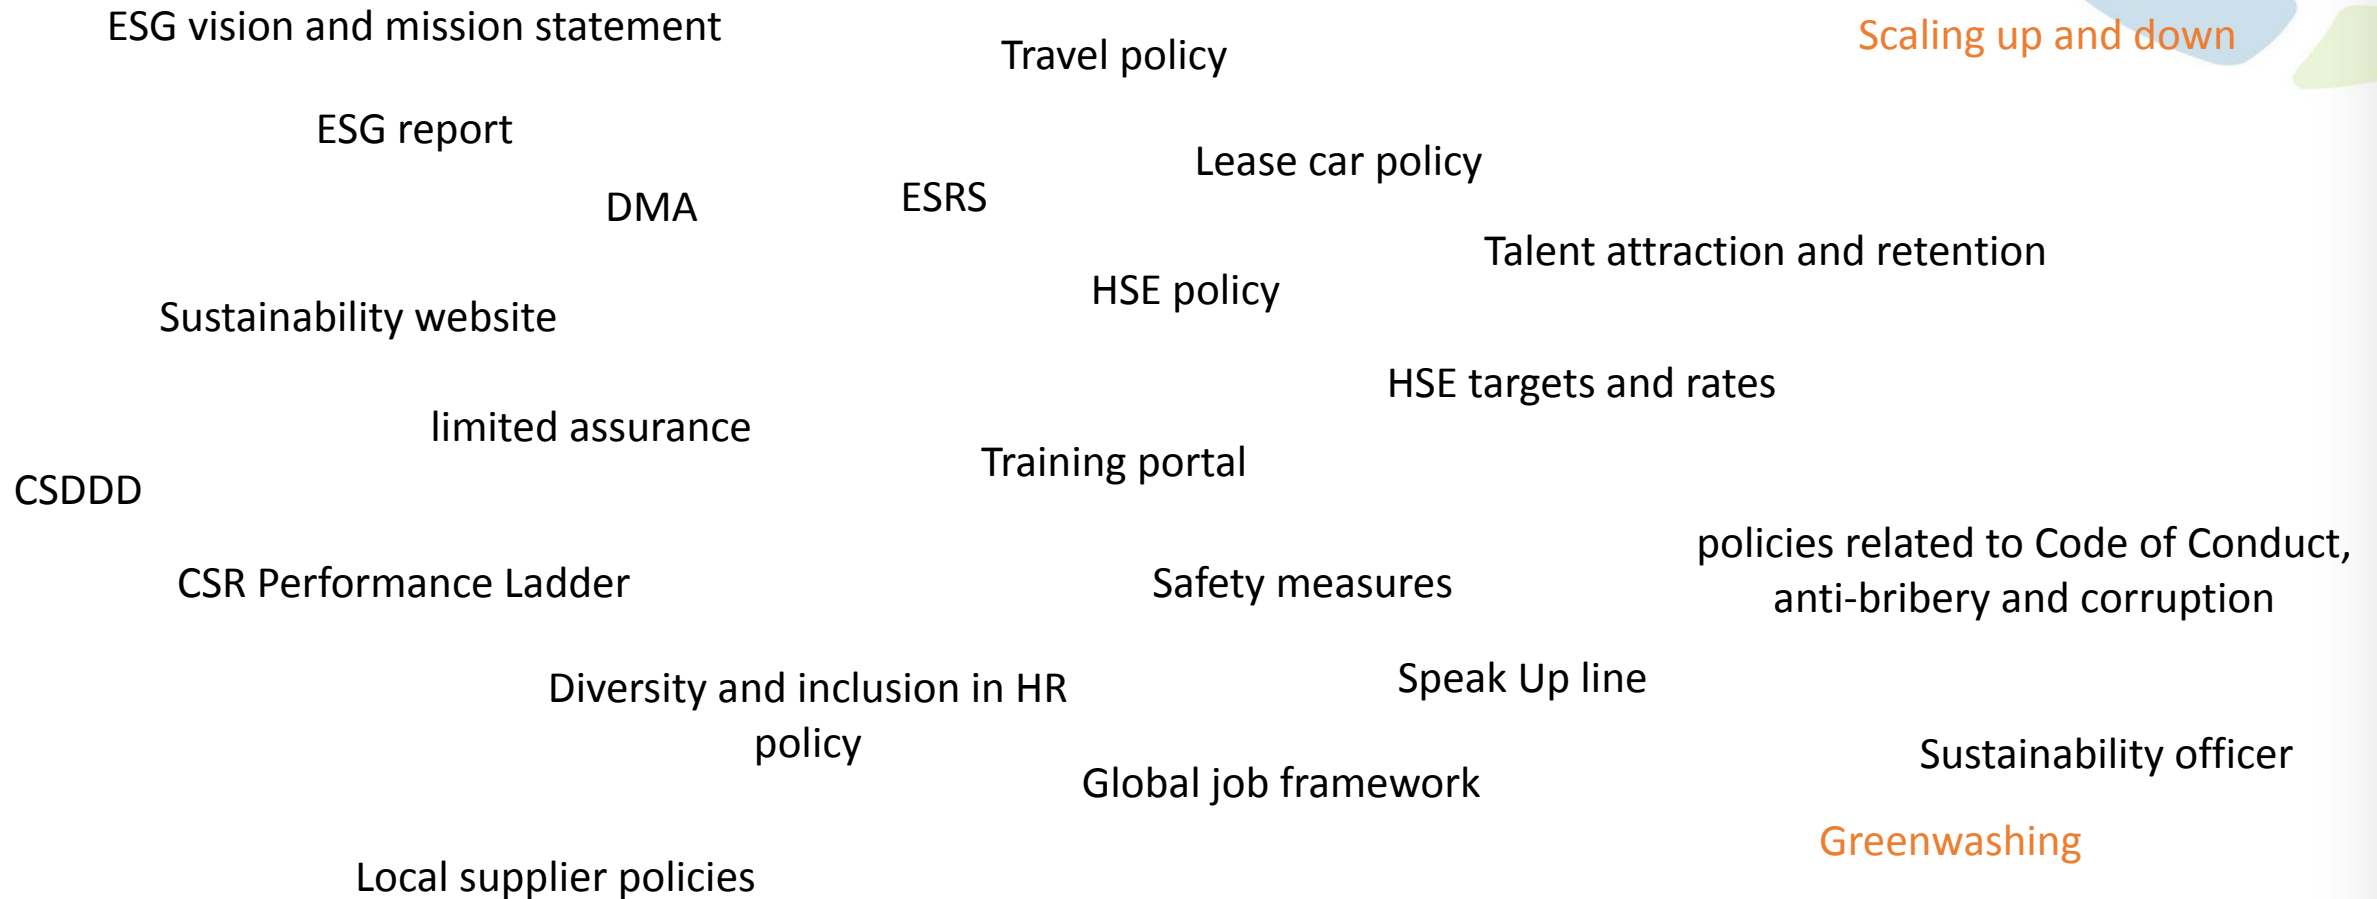 ESG vision and mission statement
Travel policy
Scaling up and down
ESG report
Lease car policy
DMA
ESRS
Talent attraction and retention
HSE policy
Sustainability website
HSE targets and rates
limited assurance
Training portal
CSDDD
policies related to Code of Conduct,
anti-bribery and corruption
CSR Performance Ladder
Safety measures
Diversity and inclusion in HR
policy
Speak Up line
Sustainability officer
Global job framework
Greenwashing
Local supplier policies